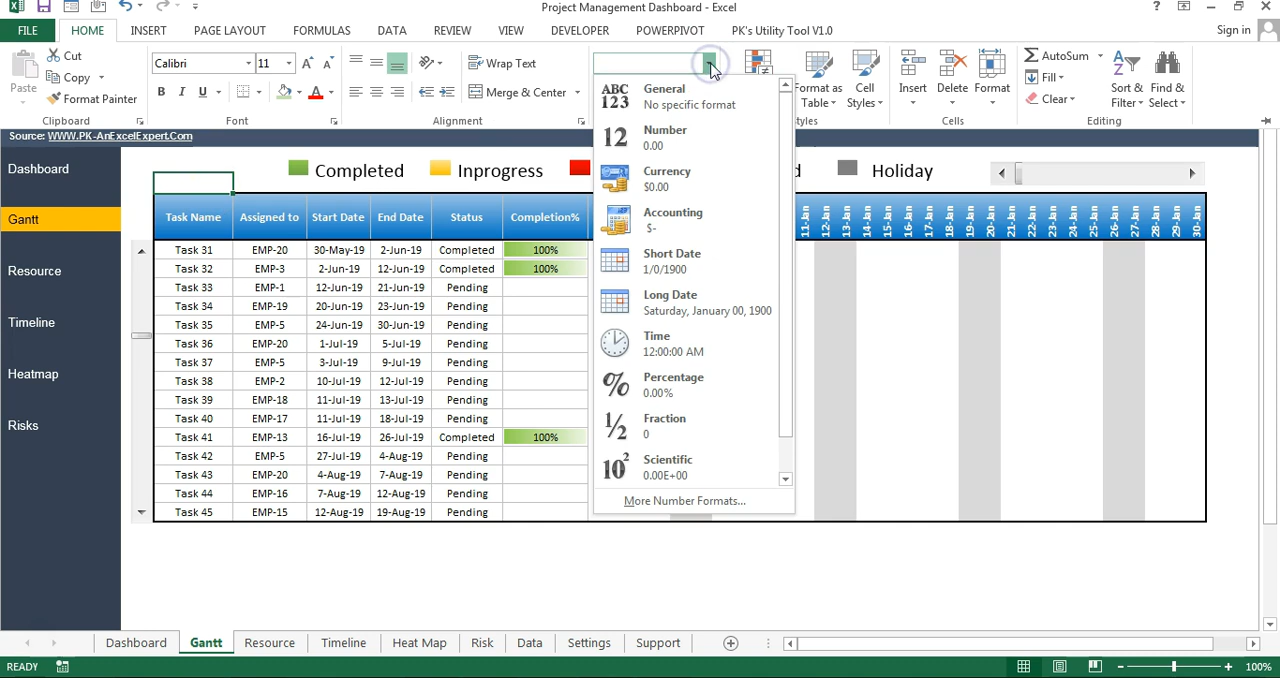 Project Management Dashboard - Excel
?
FILE HOME INSERT PAGE LAYOUT FORMULAS DATA REVIEW VIEW DEVELOPER POWERPIVOT PK's Utility Tool V1.0 Sign in
Paste
Cut
Copy
Format Painter
Clipboard
Calibri 11
B I U
Font
Wrap Text
Merge & Center
Alignment
Format as
Table
Cell
Styles
Insert
Delete
Format
Cells
AutoSum
Fill
Clear
Sort &
Filter
Find &
Select
Editing
ABC
123
General
No specific format
12
Number
0.00
Currency
$0.00
Accounting
$-
Short Date
1/0/1900
Long Date
Saturday, January 00, 1900
Time
12:00:00 AM
%
Percentage
0.00%
½
Fraction
0
10²
Scientific
0.00E+00
More Number Formats...
Source: WWW.PK-AnExcelExpert.Com
Dashboard
Gantt
Resource
Timeline
Heatmap
Risks
Completed Inprogress Holiday
Task Name Assigned to Start Date End Date Status Completion% 11-Jan 12-Jan 13-Jan 14-Jan 15-Jan 16-Jan 17-Jan 18-Jan 19-Jan 20-Jan 21-Jan 22-Jan 23-Jan 24-Jan 25-Jan 26-Jan 27-Jan 28-Jan 29-Jan 30-Jan
Task 31 EMP-20 30-May-19 2-Jun-19 Completed 100%
Task 32 EMP-3 2-Jun-19 12-Jun-19 Completed 100%
Task 33 EMP-1 12-Jun-19 21-Jun-19 Pending
Task 34 EMP-19 20-Jun-19 30-Jun-19 Pending
Task 35 EMP-5 24-Jun-19 30-Jun-19 Pending
Task 36 EMP-20 1-Jul-19 5-Jul-19 Pending
Task 37 EMP-5 3-Jul-19 9-Jul-19 Pending
Task 38 EMP-2 10-Jul-19 12-Jul-19 Pending
Task 39 EMP-18 11-Jul-19 13-Jul-19 Pending
Task 40 EMP-17 11-Jul-19 18-Jul-19 Pending
Task 41 EMP-13 16-Jul-19 26-Jul-19 Completed 100%
Task 42 EMP-5 27-Jul-19 4-Aug-19 Pending
Task 43 EMP-20 4-Aug-19 7-Aug-19 Pending
Task 44 EMP-16 7-Aug-19 12-Aug-19 Pending
Task 45 EMP-15 12-Aug-19 19-Aug-19 Pending
Dashboard Gantt Resource Timeline Heat Map Risk Data Settings Support
READY 100%